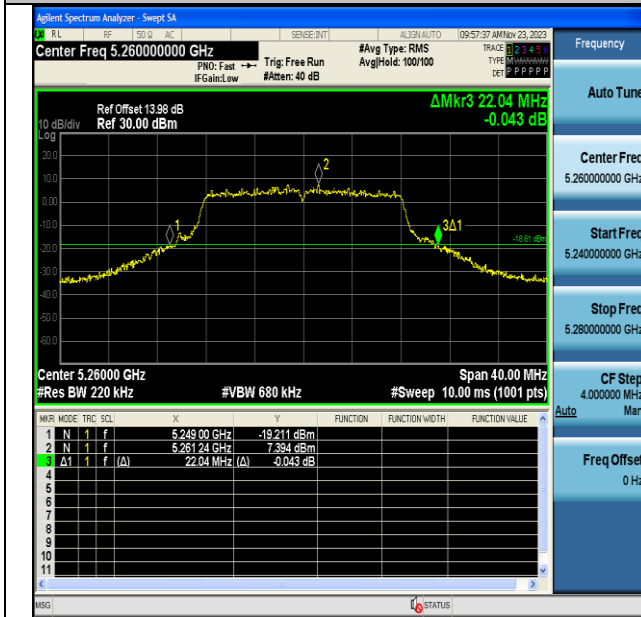 Agilent Spectrum Analyzer - Swept SA
RL RF 50 Ω AC SENSE:INT ALIGN AUTO 09:57:37 AM Nov 23, 2023
Center Freq 5.260000000 GHz #Avg Type: RMS TRACE 1 2 3 4 5 6
PNO: Fast Trig: Free Run Avg|Hold: 100/100 TYPE MWWWWW
IFGain:Low #Atten: 40 dB DET P P P P P P
Frequency
Auto Tune
Center Freq
5.260000000 GHz
Start Freq
5.240000000 GHz
Stop Freq
5.280000000 GHz
CF Step
4.000000 MHz
Auto Man
Freq Offset
0 Hz
ΔMkr3 22.04 MHz
-0.043 dB
Ref Offset 13.98 dB
10 dB/div Ref 30.00 dBm
Log
20.0
10.0
0.00
-10.0
-20.0
-30.0
-40.0
-50.0
-60.0
1
2
3Δ1
-18.61 dBm
Center 5.26000 GHz Span 40.00 MHz
#Res BW 220 kHz #VBW 680 kHz #Sweep 10.00 ms (1001 pts)
MKR MODE TRC SCL X Y FUNCTION FUNCTION WIDTH FUNCTION VALUE
1 N 1 f 5.249 00 GHz -19.211 dBm
2 N 1 f 5.261 24 GHz 7.394 dBm
3 Δ1 1 f (Δ) 22.04 MHz (Δ) -0.043 dB
4
5
6
7
8
9
10
11
MSG STATUS